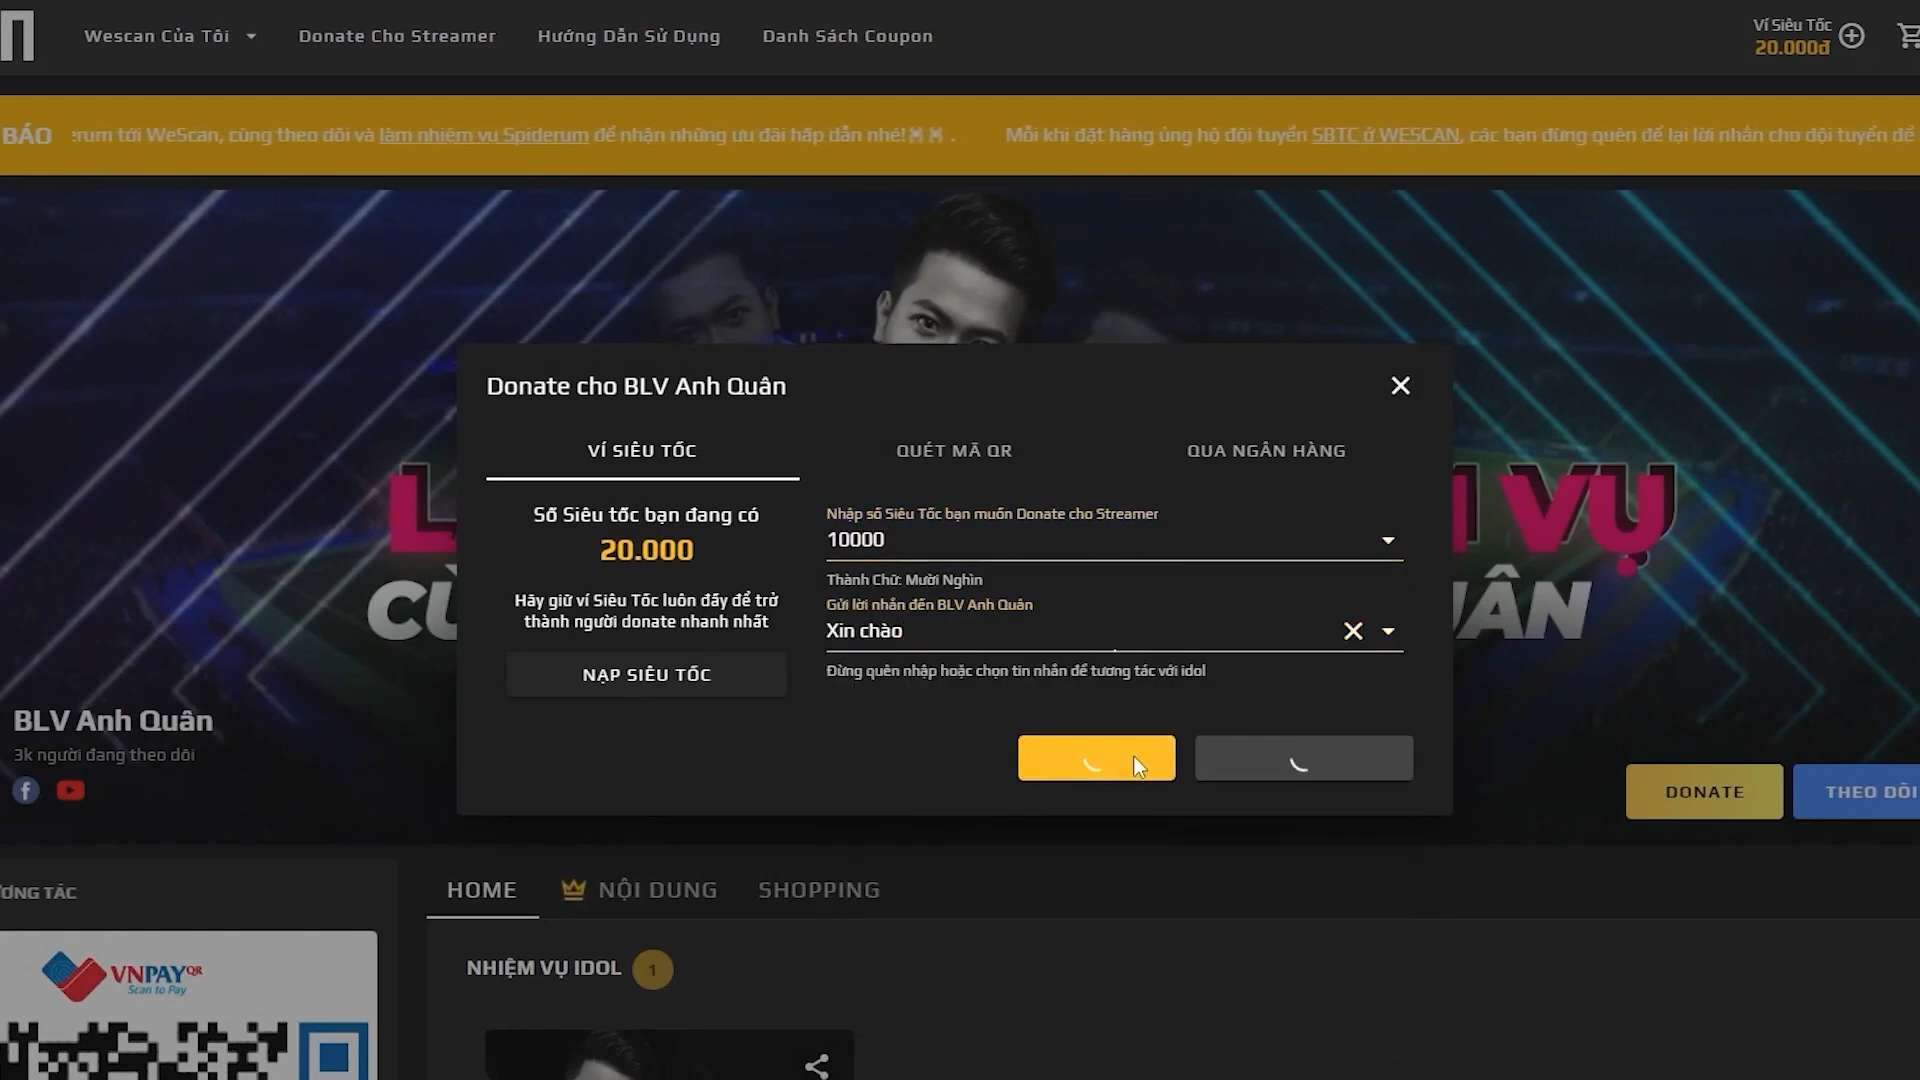 Wescan Của Tôi
Donate Cho Streamer
Hướng Dẫn Sử Dụng
Danh Sách Coupon
Ví Siêu Tốc
20.000đ
BÁO
tới WeScan, cùng theo dõi và làm nhiệm vụ Spiderum để nhận những ưu đãi hấp dẫn nhé! .
Mỗi khi đặt hàng ủng hộ đội tuyển SBTC ở WESCAN, các bạn đừng quên để lại lời nhắn cho đội tuyển để
Donate cho BLV Anh Quân
VÍ SIÊU TỐC
QUÉT MÃ QR
QUA NGÂN HÀNG
Số Siêu tốc bạn đang có
20.000
Hãy giữ ví Siêu Tốc luôn đầy để trở
thành người donate nhanh nhất
NẠP SIÊU TỐC
Nhập số Siêu Tốc bạn muốn Donate cho Streamer
10000
Thành Chữ: Mười Nghìn
Gửi lời nhắn đến BLV Anh Quân
Xin chào
Đừng quên nhập hoặc chọn tin nhắn để tương tác với idol
VỤ
BLV Anh Quân
3k người đang theo dõi
DONATE
THEO DÕI
TÁC
HOME
NỘI DUNG
SHOPPING
VNPAY QR
Scan to Pay
NHIỆM VỤ IDOL
1